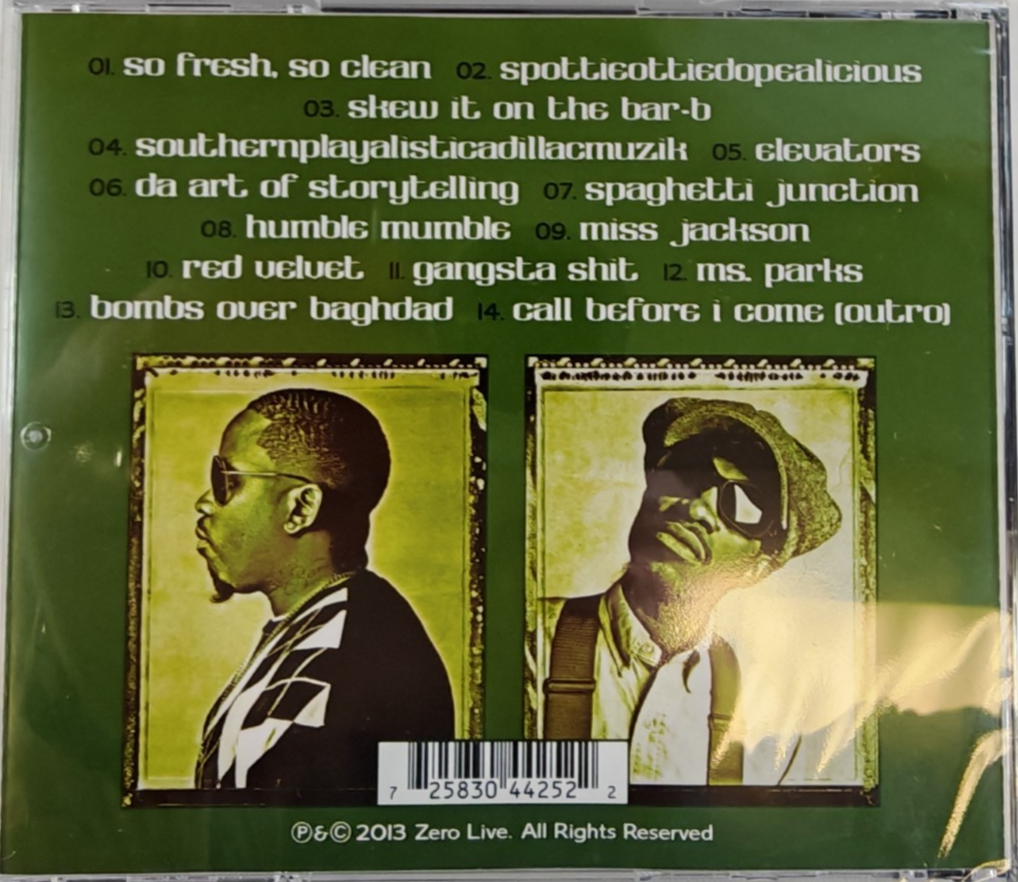 01. so fresh, so clean 02. spottieottiedopealicious
03. skew it on the bar-b
04. southernplayalisticadillacmuzik 05. elevators
06. da art of storytelling 07. spaghetti junction
08. humble mumble 09. miss jackson
10. red velvet 11. gangsta shit 12. ms. parks
13. bombs over baghdad 14. call before i come (outro)
7 25830 44252 2
℗&© 2013 Zero Live. All Rights Reserved